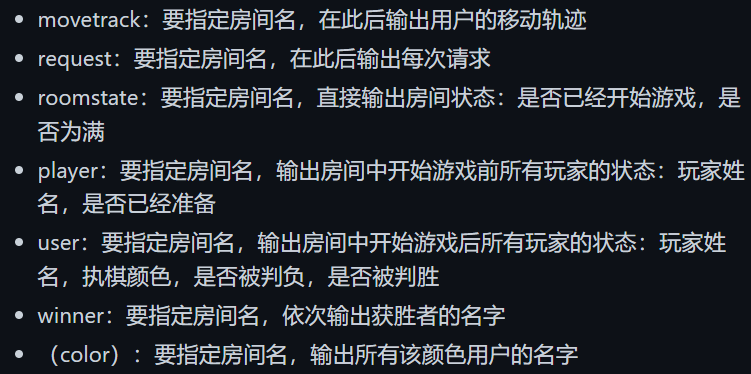 movetrack：要指定房间名，在此后输出用户的移动轨迹
request：要指定房间名，在此后输出每次请求
roomstate：要指定房间名，直接输出房间状态：是否已经开始游戏，是
否为满
player：要指定房间名，输出房间中开始游戏前所有玩家的状态：玩家姓
名，是否已经准备
user：要指定房间名，输出房间中开始游戏后所有玩家的状态：玩家姓
名，执棋颜色，是否被判负，是否被判胜
winner：要指定房间名，依次输出获胜者的名字
（color）：要指定房间名，输出所有该颜色用户的名字